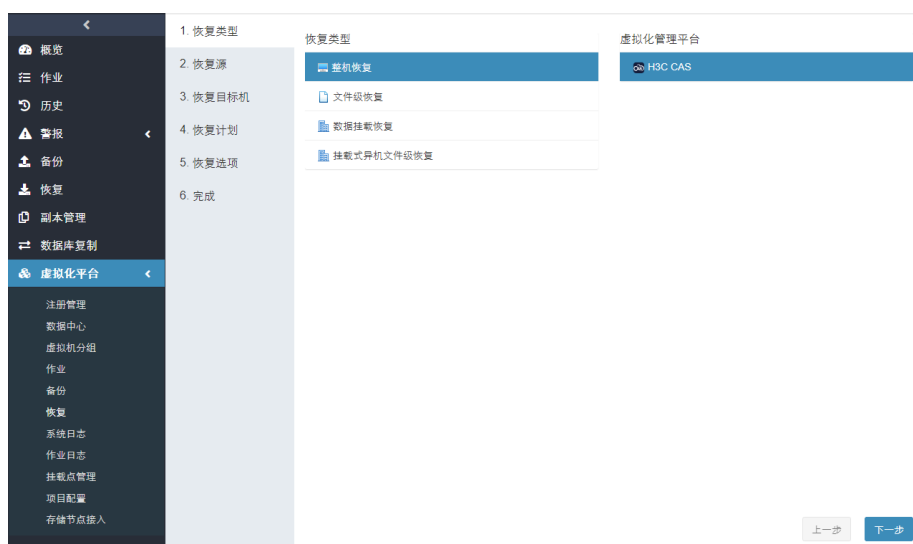 概览
作业
历史
警报
备份
恢复
副本管理
数据库复制
虚拟化平台
注册管理
数据中心
虚拟机分组
作业
备份
恢复
系统日志
作业日志
挂载点管理
项目配置
存储节点接入
1. 恢复类型
2. 恢复源
3. 恢复目标机
4. 恢复计划
5. 恢复选项
6. 完成
恢复类型
整机恢复
文件级恢复
数据挂载恢复
挂载式异机文件级恢复
虚拟化管理平台
H3C CAS
上一步
下一步